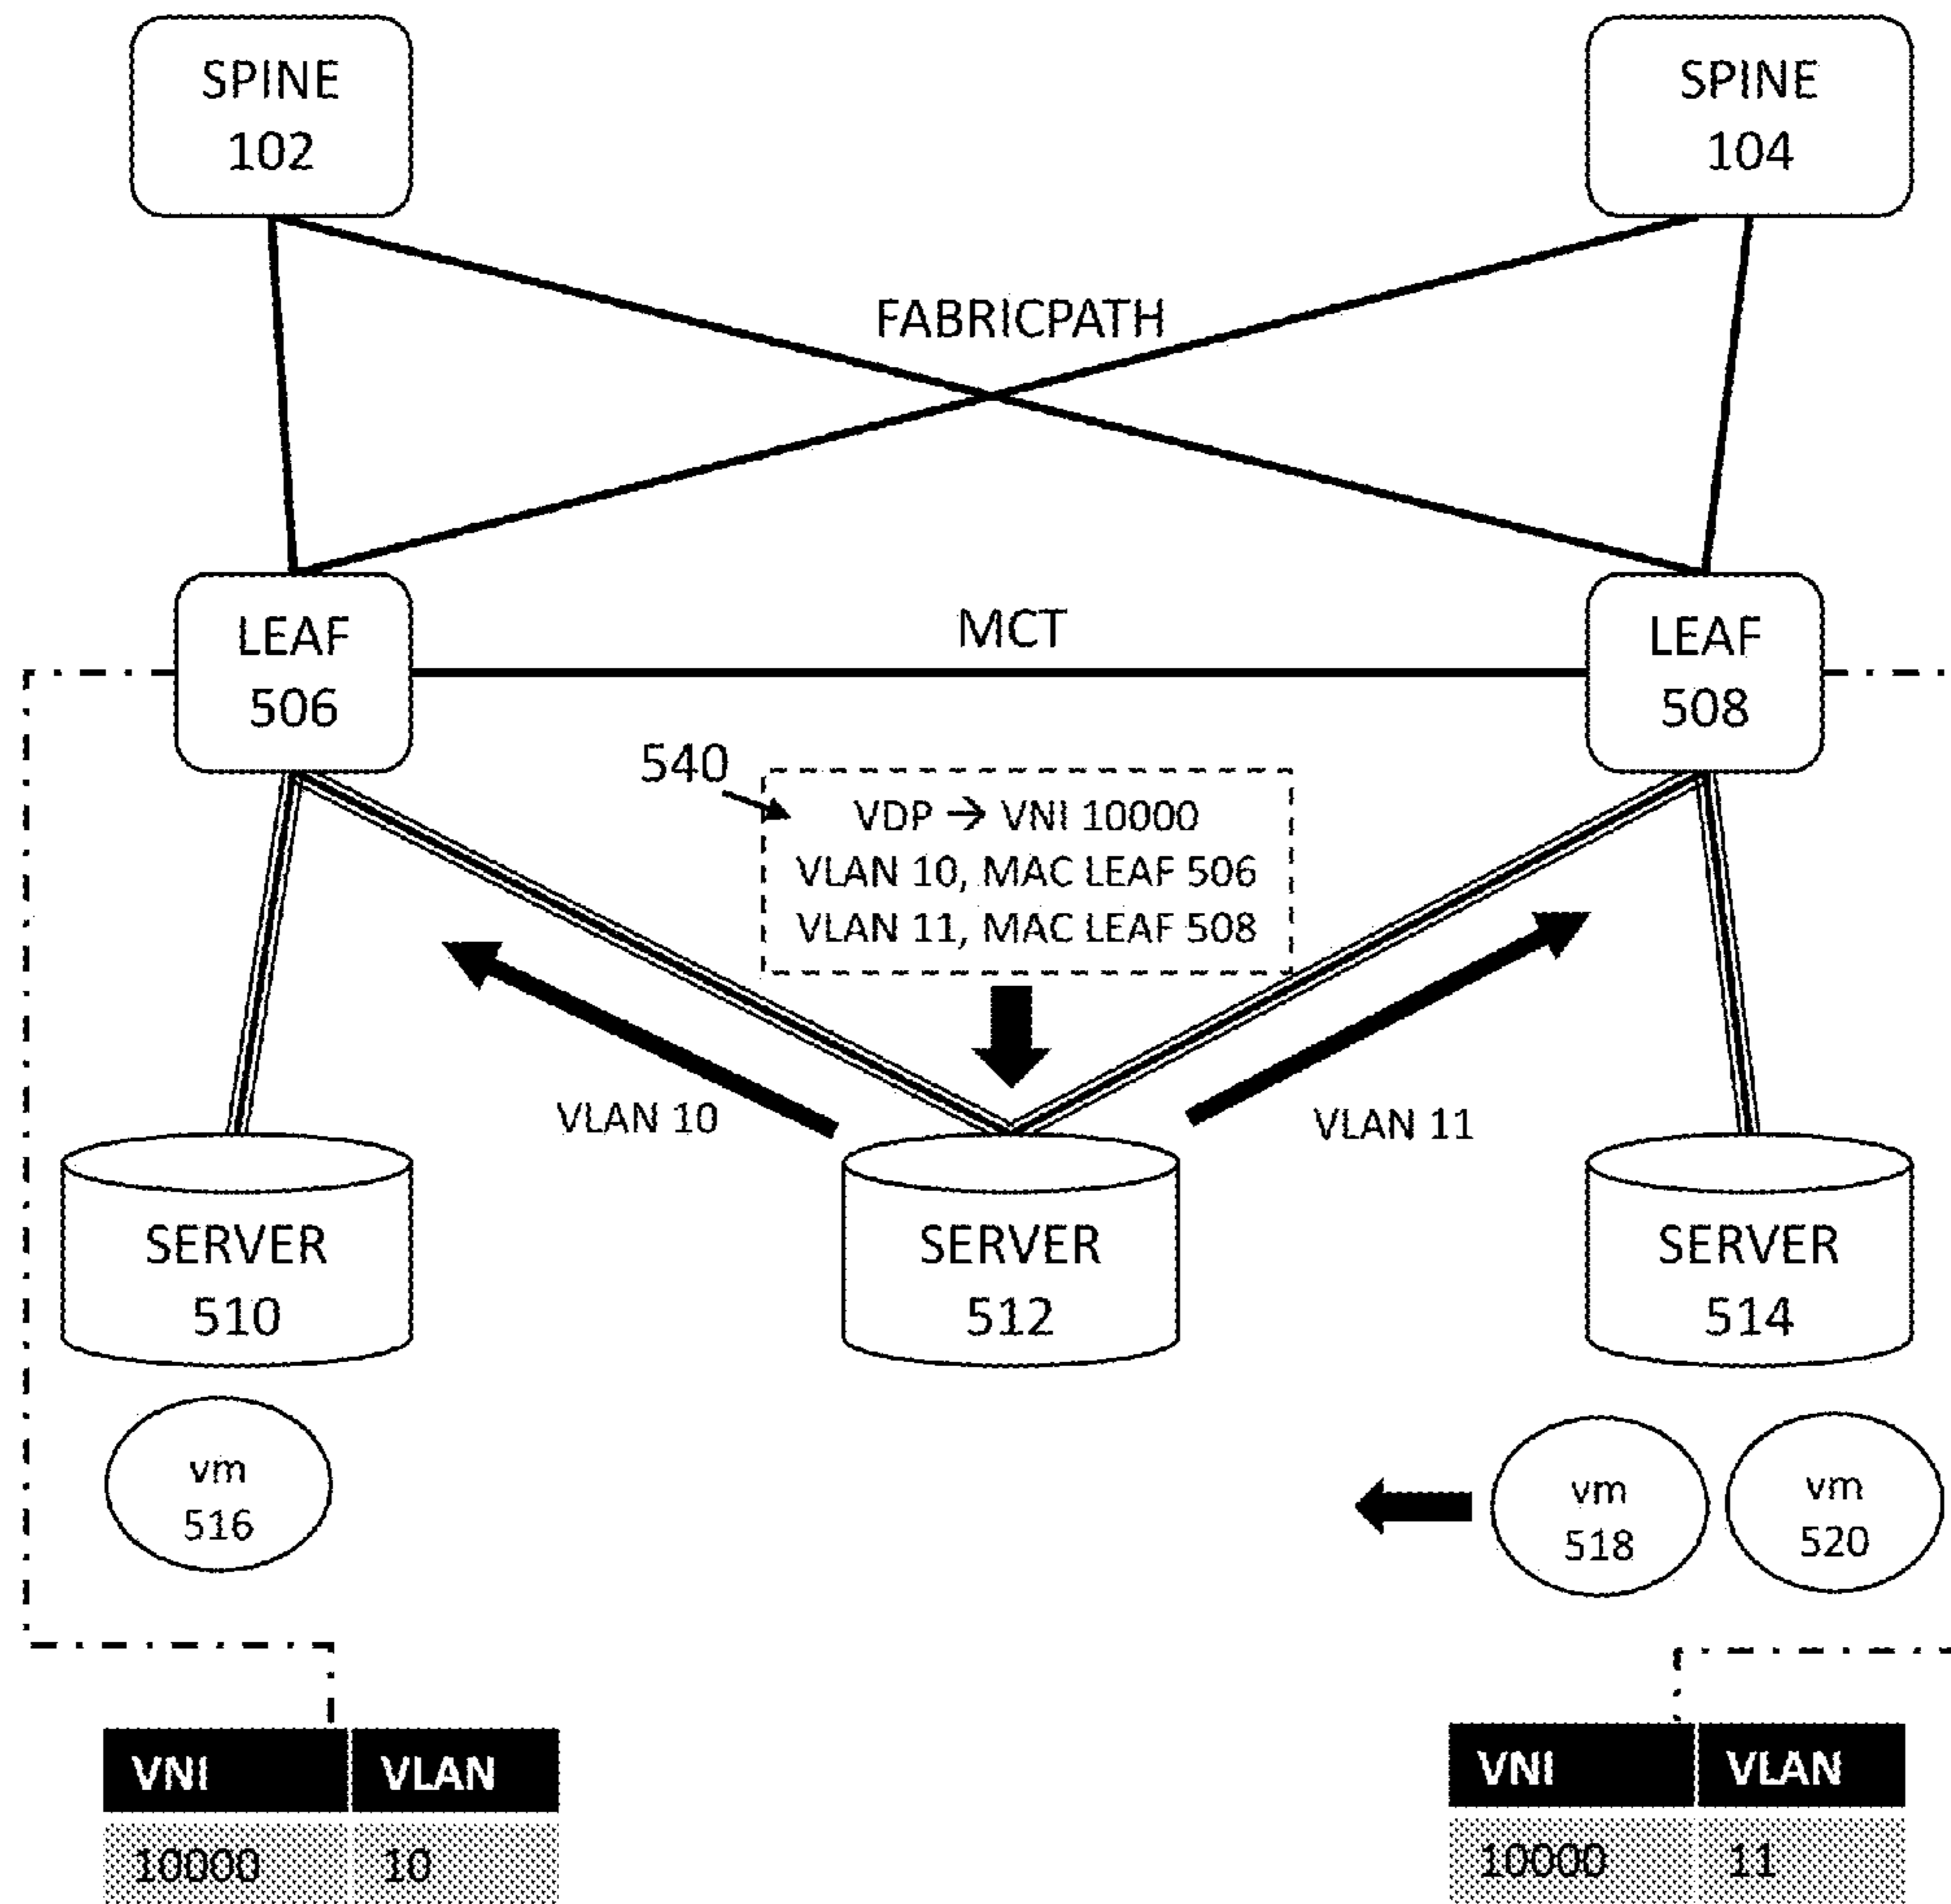 SPINE
102
SPINE
104
FABRICPATH
LEAF
506
MCT
LEAF
508
540
VDP → VNI 10000
VLAN 10, MAC LEAF 506
VLAN 11, MAC LEAF 508
VLAN 10
VLAN 11
SERVER
510
SERVER
512
SERVER
514
vm
516
vm
518
vm
520
VNI VLAN
10000 10
VNI VLAN
10000 11